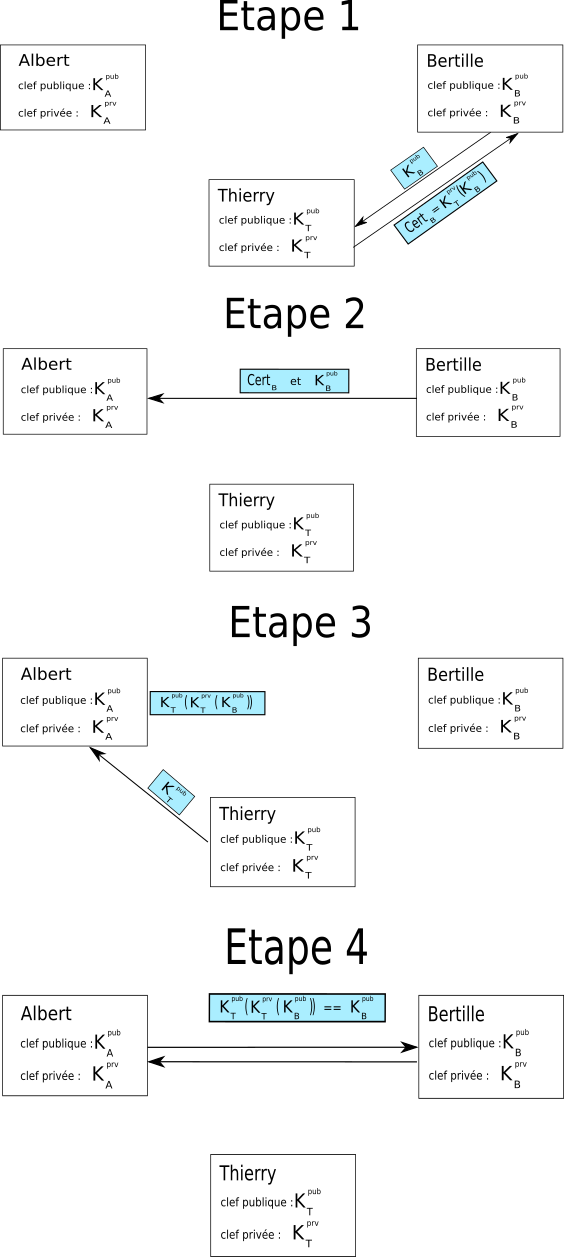 Etape 1
Albert
clef publique : K_A^pub
clef privée : K_A^prv
Bertille
clef publique : K_B^pub
clef privée : K_B^prv
K_B^pub
Cert_B = K_T^prv (K_B^pub)
Thierry
clef publique : K_T^pub
clef privée : K_T^prv
Etape 2
Albert
clef publique : K_A^pub
clef privée : K_A^prv
Cert_B et K_B^pub
Bertille
clef publique : K_B^pub
clef privée : K_B^prv
Thierry
clef publique : K_T^pub
clef privée : K_T^prv
Etape 3
Albert
clef publique : K_A^pub
clef privée : K_A^prv
K_T^pub (K_T^prv (K_B^pub))
Bertille
clef publique : K_B^pub
clef privée : K_B^prv
K_T^pub
Thierry
clef publique : K_T^pub
clef privée : K_T^prv
Etape 4
Albert
clef publique : K_A^pub
clef privée : K_A^prv
K_T^pub (K_T^prv (K_B^pub)) == K_B^pub
Bertille
clef publique : K_B^pub
clef privée : K_B^prv
Thierry
clef publique : K_T^pub
clef privée : K_T^prv